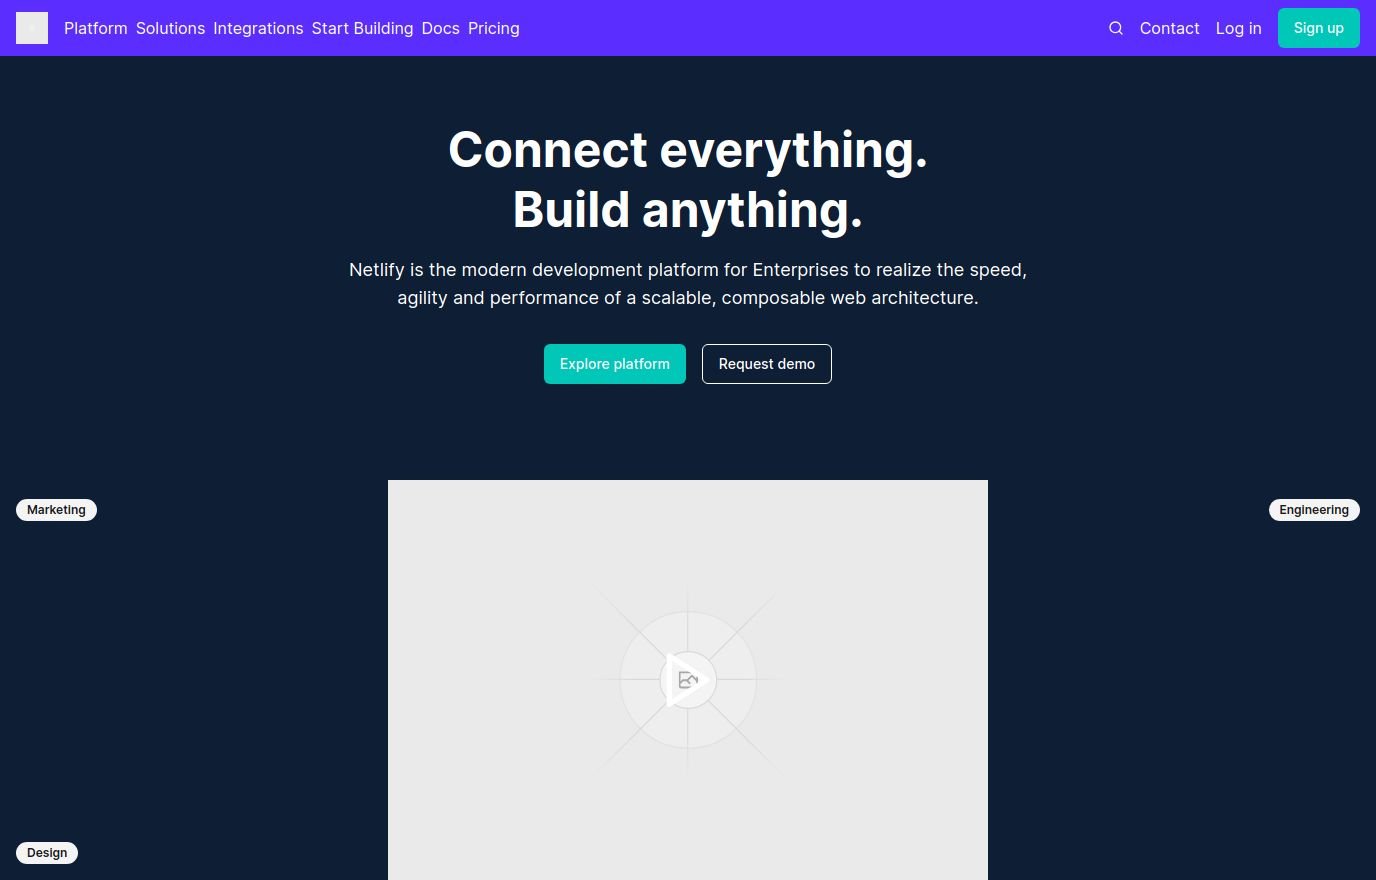 Platform Solutions Integrations Start Building Docs Pricing Contact Log in Sign up
Connect everything.
Build anything.
Netlify is the modern development platform for Enterprises to realize the speed,
agility and performance of a scalable, composable web architecture.
Explore platform Request demo
Marketing Engineering
Design